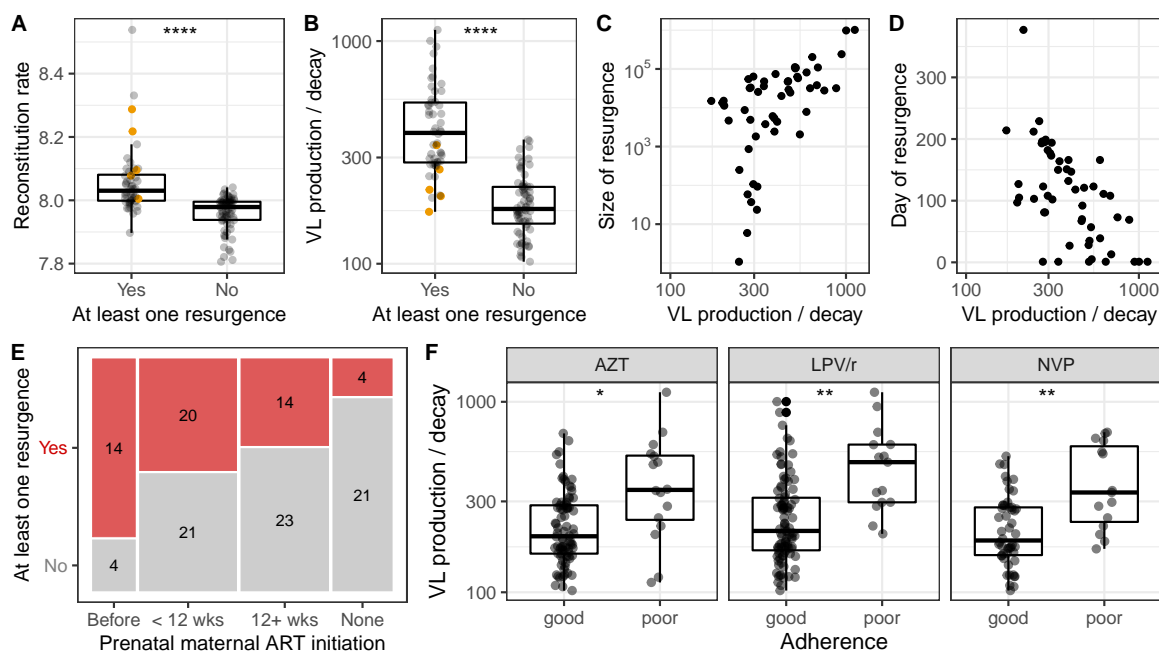 A
****
Reconstitution rate
8.4
8.2
8.0
7.8
Yes
No
At least one resurgence
B
****
VL production / decay
1000
300
100
Yes
No
At least one resurgence
C
Size of resurgence
10^5
10^3
10
100
300
1000
VL production / decay
D
Day of resurgence
300
200
100
0
100
300
1000
VL production / decay
E
At least one resurgence
Yes
No
14
20
14
4
4
21
23
21
Before
< 12 wks
12+ wks
None
Prenatal maternal ART initiation
F
AZT
LPV/r
NVP
*
**
**
VL production / decay
1000
300
100
good
poor
good
poor
good
poor
Adherence